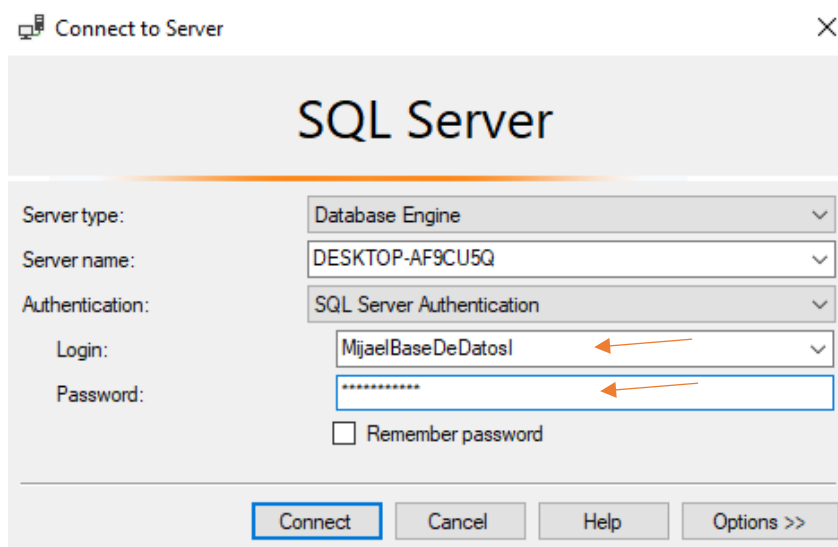 Connect to Server
SQL Server
Server type: Database Engine
Server name: DESKTOP-AF9CU5Q
Authentication: SQL Server Authentication
Login: MijaelBaseDeDatosI
Password: ***********
Remember password
Connect Cancel Help Options >>